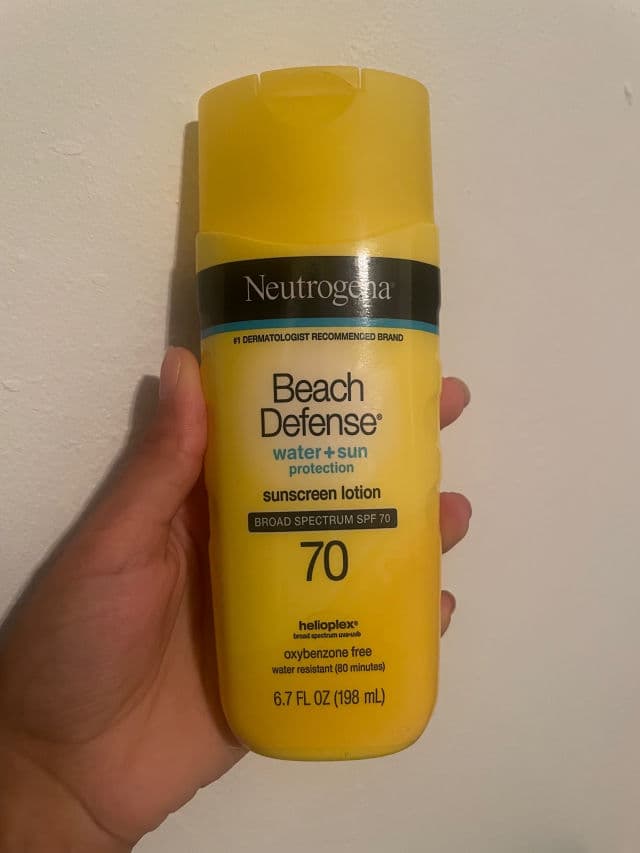 Neutrogena®
#1 DERMATOLOGIST RECOMMENDED BRAND
Beach
Defense®
water + sun
protection
sunscreen lotion
BROAD SPECTRUM SPF 70
70
helioplex®
broad spectrum uva•uvb
oxybenzone free
water resistant (80 minutes)
6.7 FL OZ (198 mL)